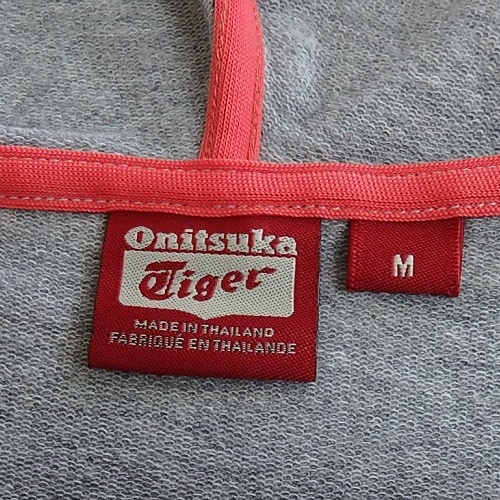 Onitsuka
Tiger
MADE IN THAILAND
FABRIQUÉ EN THAILANDE
M